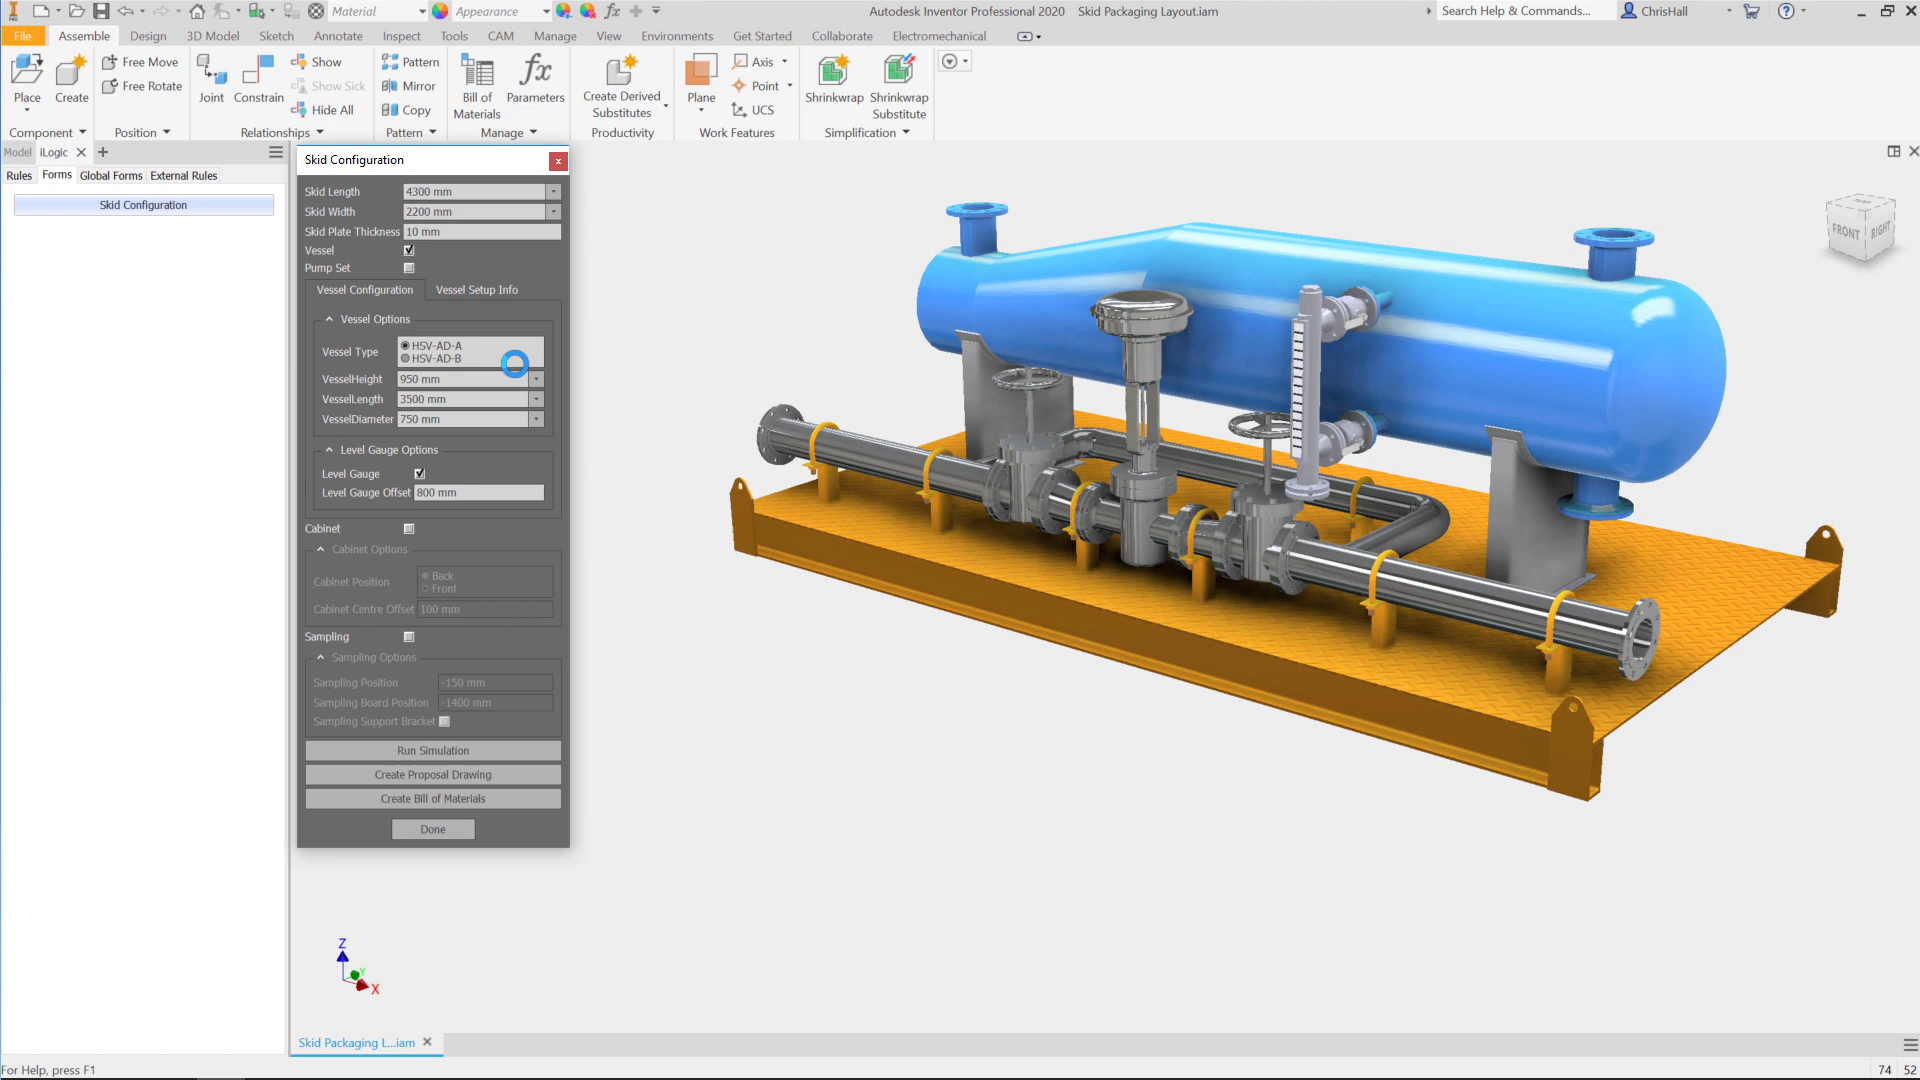 Material
Appearance
Autodesk Inventor Professional 2020 Skid Packaging Layout.iam
Search Help & Commands...
ChrisHall
File
Assemble
Design
3D Model
Sketch
Annotate
Inspect
Tools
CAM
Manage
View
Environments
Get Started
Collaborate
Electromechanical
Place
Create
Component
Free Move
Free Rotate
Position
Joint
Constrain
Show
Show Sick
Hide All
Relationships
Pattern
Mirror
Copy
Pattern
Bill of
Materials
fx
Parameters
Manage
Create Derived
Substitutes
Productivity
Plane
Axis
Point
UCS
Work Features
Shrinkwrap
Shrinkwrap
Substitute
Simplification
Model
iLogic
Rules
Forms
Global Forms
External Rules
Skid Configuration
Skid Configuration
Skid Length 4300 mm
Skid Width 2200 mm
Skid Plate Thickness 10 mm
Vessel
Pump Set
Vessel Configuration
Vessel Setup Info
Vessel Options
Vessel Type
HSV-AD-A
HSV-AD-B
VesselHeight 950 mm
VesselLength 3500 mm
VesselDiameter 750 mm
Level Gauge Options
Level Gauge
Level Gauge Offset 800 mm
Cabinet
Cabinet Options
Cabinet Position
Back
Front
Cabinet Centre Offset 100 mm
Sampling
Sampling Options
Sampling Position -150 mm
Sampling Board Position -1400 mm
Sampling Support Bracket
Run Simulation
Create Proposal Drawing
Create Bill of Materials
Done
TOP
FRONT
RIGHT
Z
Y
X
Skid Packaging L...iam
For Help, press F1
74 52